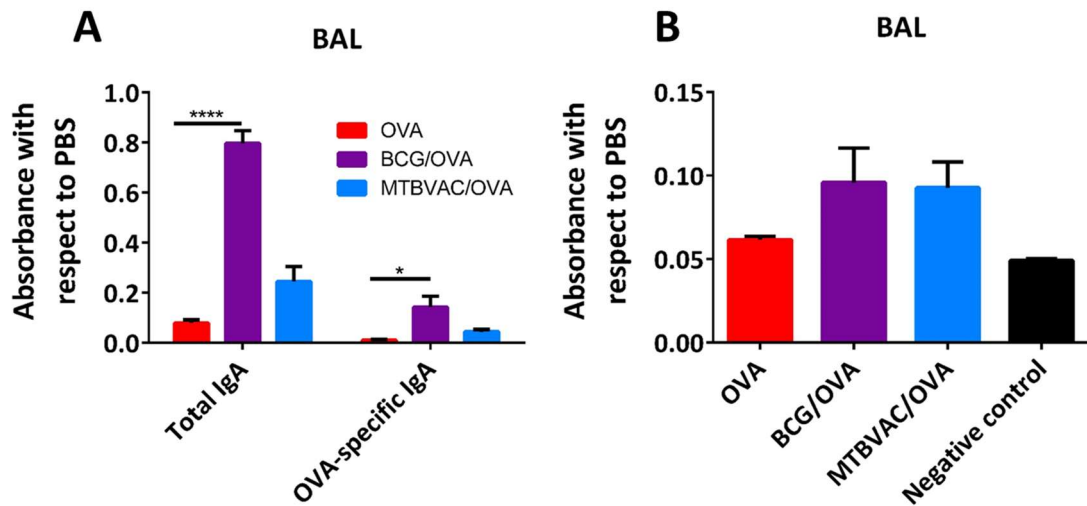 A
BAL
Absorbance with
respect to PBS
1.0
0.8
0.6
0.4
0.2
0.0
****
*
OVA
BCG/OVA
MTBVAC/OVA
Total IgA
OVA-specific IgA
B
BAL
Absorbance with
respect to PBS
0.15
0.10
0.05
0.00
OVA
BCG/OVA
MTBVAC/OVA
Negative control